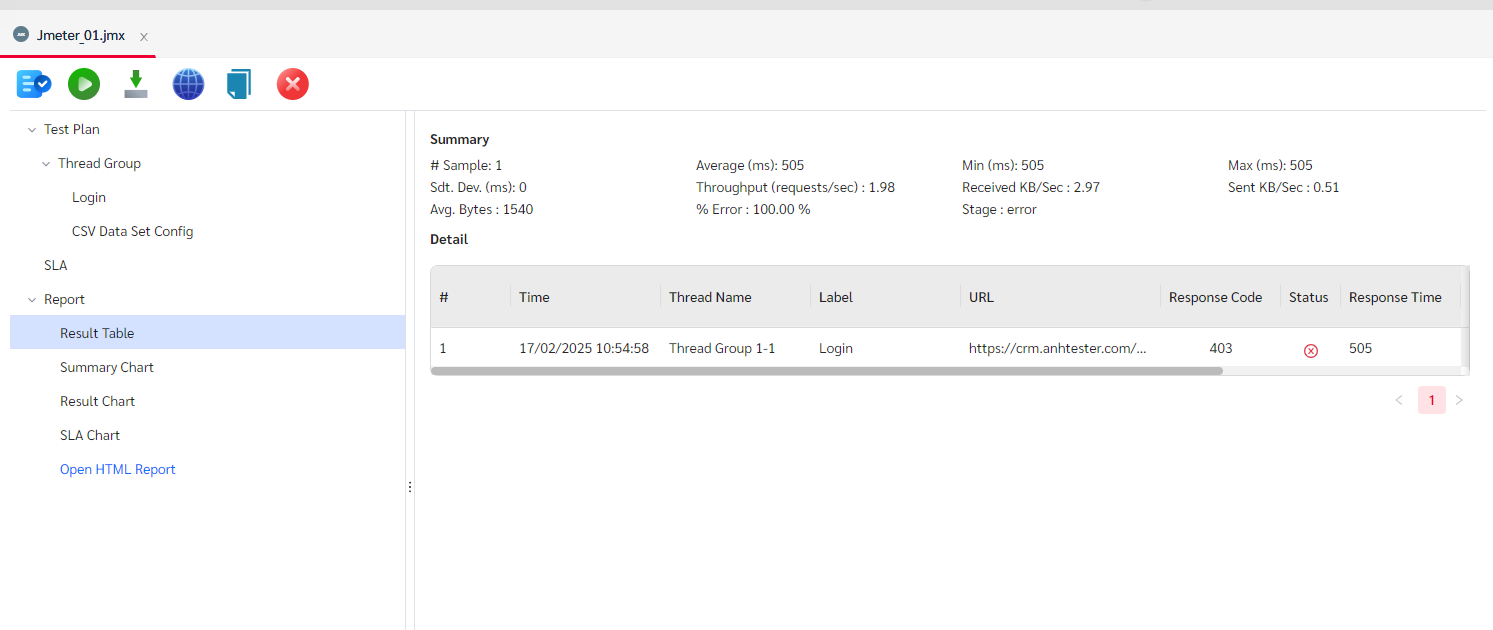 Jmeter_01.jmx
Test Plan
Thread Group
Login
CSV Data Set Config
SLA
Report
Result Table
Summary Chart
Result Chart
SLA Chart
Open HTML Report
Summary
# Sample: 1 Average (ms): 505 Min (ms): 505 Max (ms): 505
Sdt. Dev. (ms): 0 Throughput (requests/sec) : 1.98 Received KB/Sec : 2.97 Sent KB/Sec : 0.51
Avg. Bytes : 1540 % Error : 100.00 % Stage : error
Detail
# Time Thread Name Label URL Response Code Status Response Time
1 17/02/2025 10:54:58 Thread Group 1-1 Login https://crm.anhtester.com/... 403 505
1